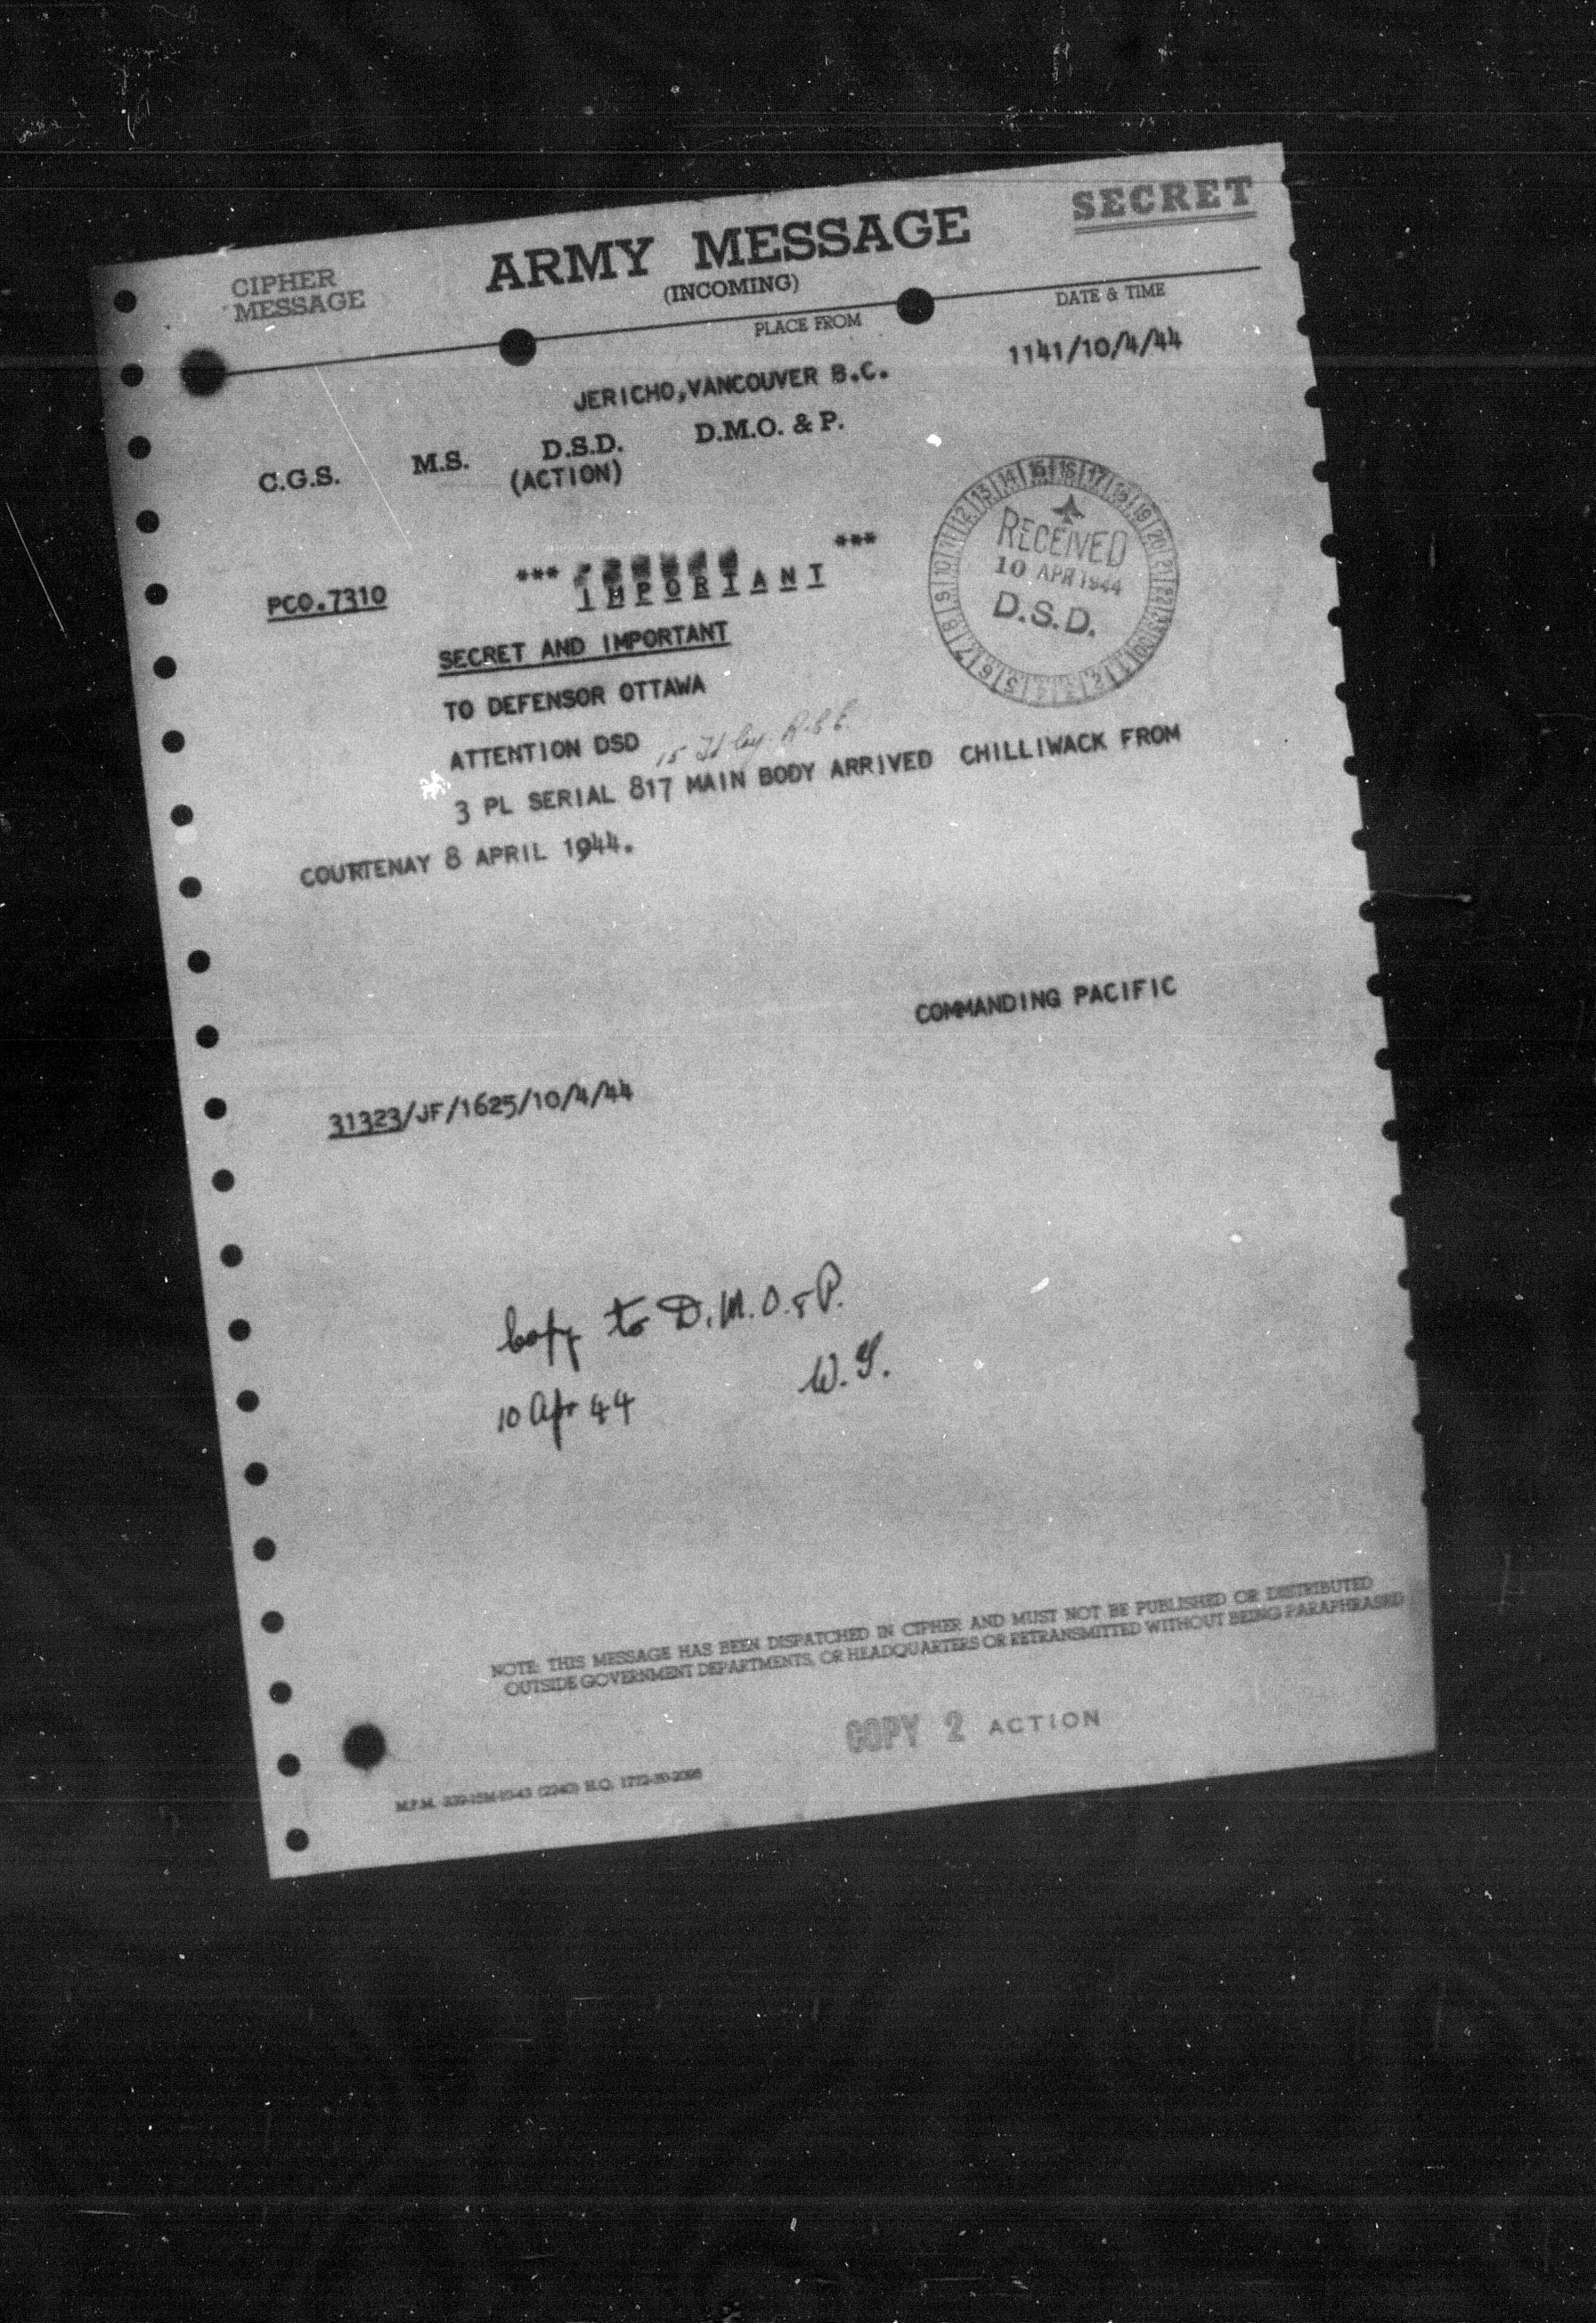 SECRET
CIPHER
MESSAGE
ARMY MESSAGE
(INCOMING)
PLACE FROM
DATE & TIME
JERICHO,VANCOUVER B.C.
1141/10/4/44
C.G.S. M.S. D.S.D. D.M.O. & P.
(ACTION)
PCO.7310
*** IMPORTANT ***
RECEIVED
10 APR 1944
D.S.D.
SECRET AND IMPORTANT
TO DEFENSOR OTTAWA
ATTENTION DSD
15 Fd Coy. R.C.E.
3 PL SERIAL 817 MAIN BODY ARRIVED CHILLIWACK FROM
COURTENAY 8 APRIL 1944.
COMMANDING PACIFIC
31323/JF/1625/10/4/44
Copy to D.M.O. & P.
10 Apr 44
NOTE: THIS MESSAGE HAS BEEN DISPATCHED IN CIPHER AND MUST NOT BE PUBLISHED OR DISTRIBUTED
OUTSIDE GOVERNMENT DEPARTMENTS, OR HEADQUARTERS OR RETRANSMITTED WITHOUT BEING PARAPHRASED
COPY 2 ACTION
M.F.M. (2240) H.Q.